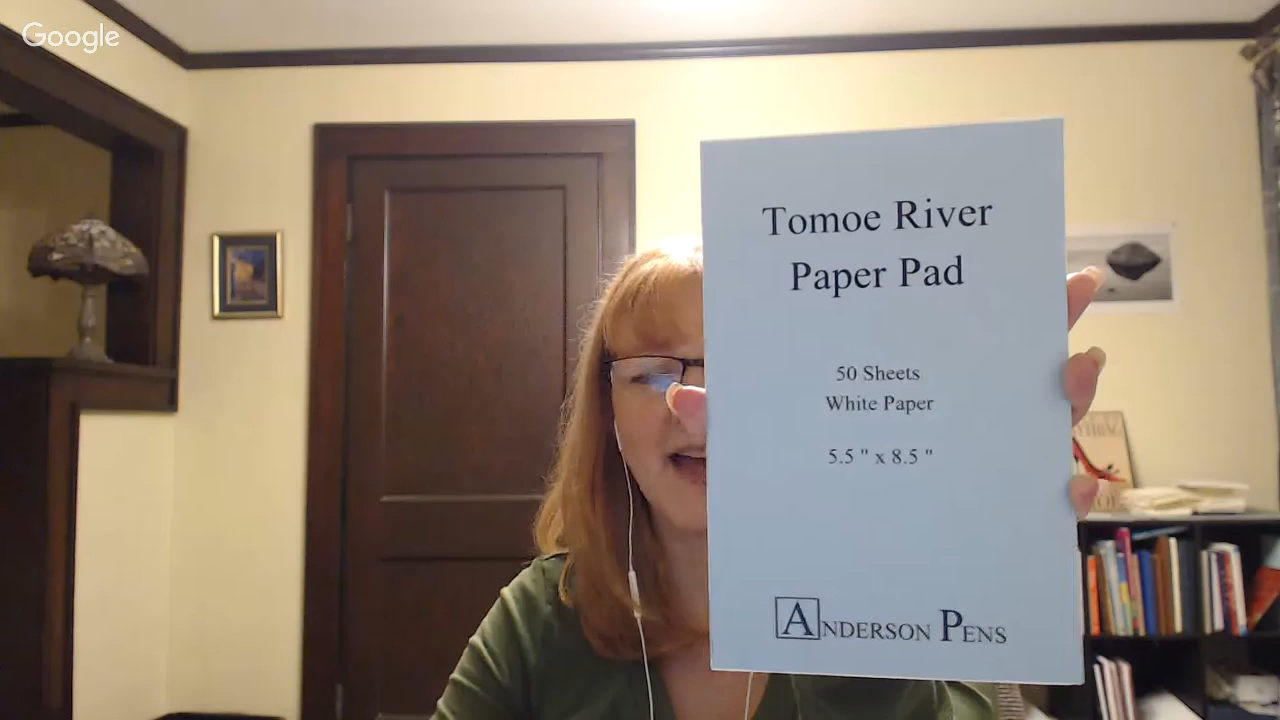 Google
Tomoe River
Paper Pad
50 Sheets
White Paper
5.5 " x 8.5 "
ANDERSON PENS